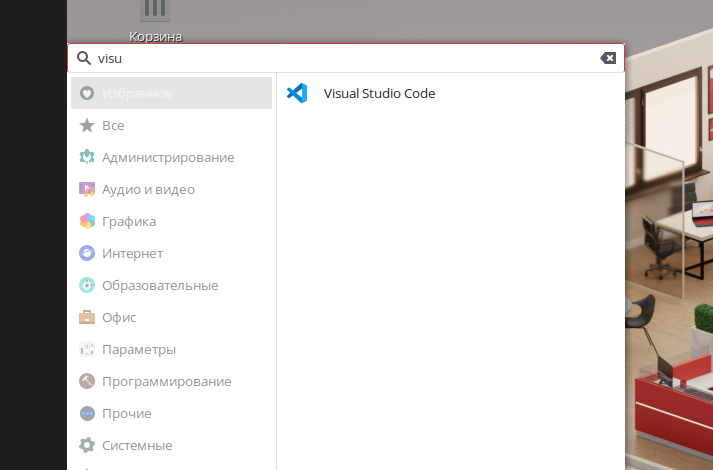 Корзина
visu
Избранное
Visual Studio Code
Все
Администрирование
Аудио и видео
Графика
Интернет
Образовательные
Офис
Параметры
Программирование
Прочие
Системные